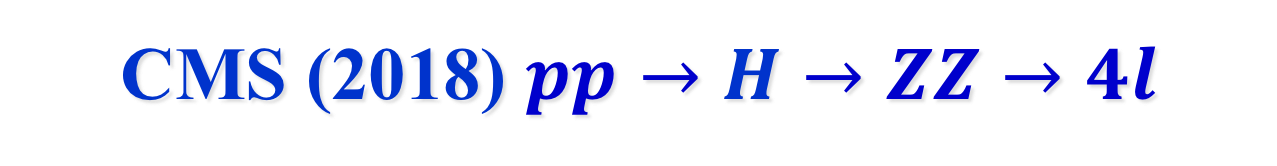 CMS (2018) pp → H → ZZ → 4l